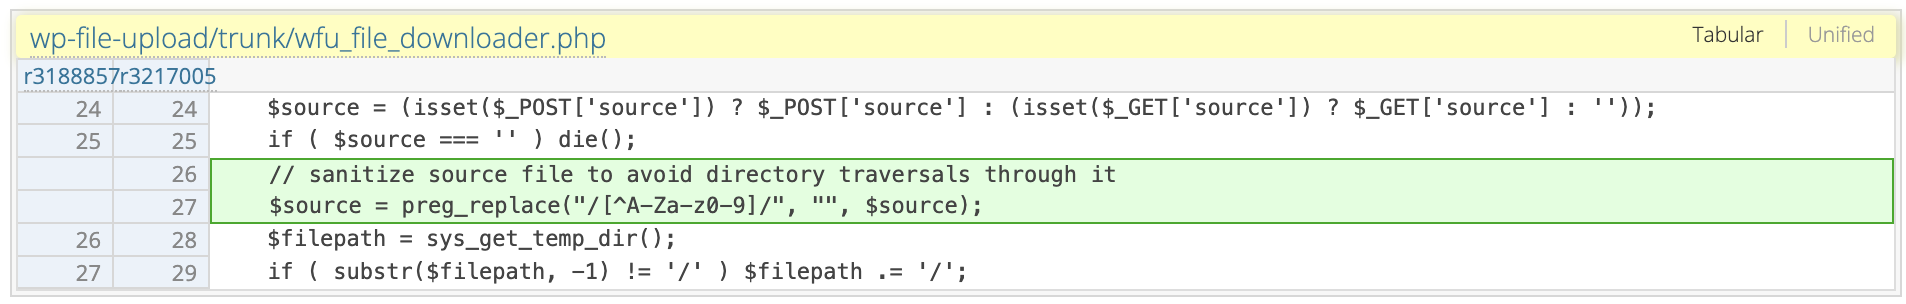 wp-file-upload/trunk/wfu_file_downloader.php
Tabular Unified
r3188857 r3217005
24 24 $source = (isset($_POST['source']) ? $_POST['source'] : (isset($_GET['source']) ? $_GET['source'] : ''));
25 25 if ( $source === '' ) die();
26 // sanitize source file to avoid directory traversals through it
27 $source = preg_replace("/[^A-Za-z0-9]/", "", $source);
26 28 $filepath = sys_get_temp_dir();
27 29 if ( substr($filepath, -1) != '/' ) $filepath .= '/';